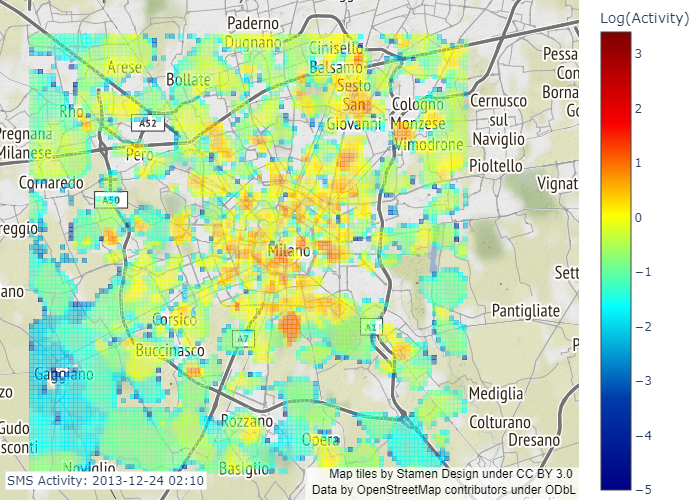 Log(Activity)
3
2
1
0
−1
−2
−3
−4
−5
Paderno
Dugnano
Cinisello
Balsamo
Arese
Bollate
Sesto
San
Giovanni
Pessa
Con
Borna
Go
Rho
A52
Cologno
Monzese
Cernusco
sul
Naviglio
Pregnana
Milanese
Pero
Vimodrone
Pioltello
Cornaredo
Vignat
A50
reggio
Milano
Sett
ano
Pantigliate
Corsico
A7
A1
Buccinasco
P
Gaggiano
zo
Mediglia
Rozzano
Colturano
Gudo
sconti
Opera
Dresano
Noviglio
Basiglio
SMS Activity: 2013-12-24 02:10
Map tiles by Stamen Design under CC BY 3.0
Data by OpenStreetMap contributors under ODbL